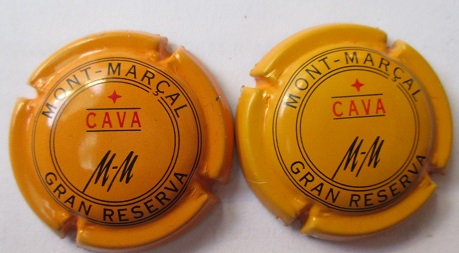 MONT-MARÇAL
CAVA
M-M
GRAN RESERVA
MONT-MARÇAL
CAVA
M-M
GRAN RESERVA